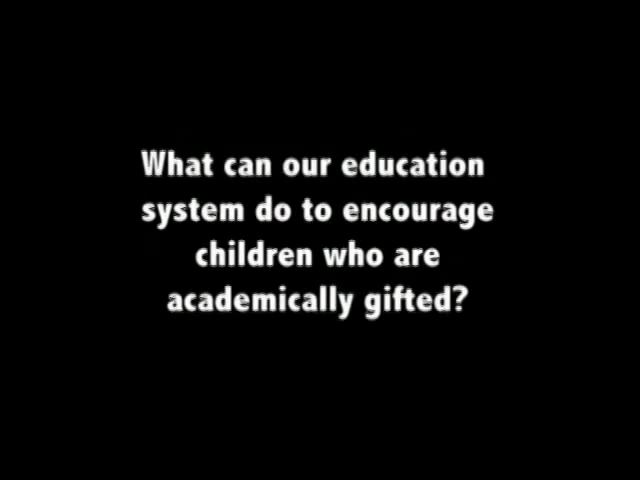 What can our education
system do to encourage
children who are
academically gifted?